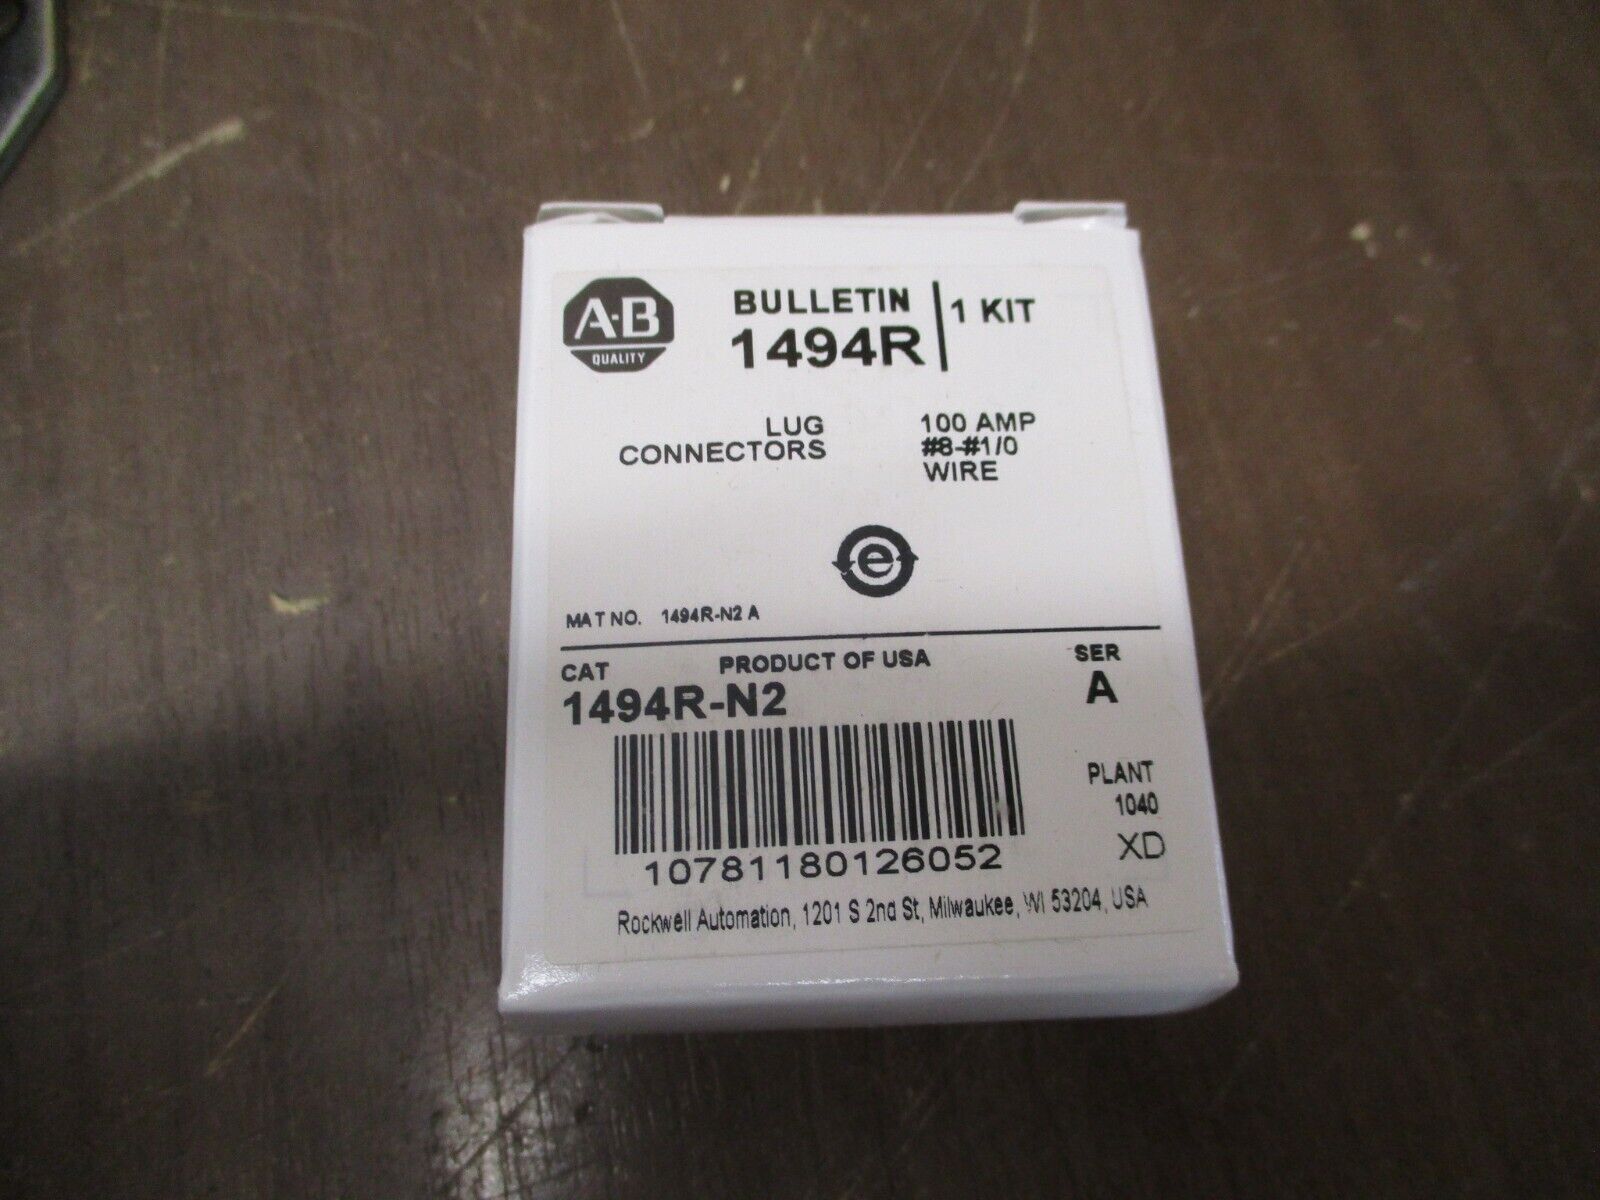 A·B
QUALITY
BULLETIN
1494R
1 KIT
LUG
CONNECTORS
100 AMP
#8-#1/0
WIRE
e
MAT NO. 1494R-N2 A
CAT
PRODUCT OF USA
SER
1494R-N2
A
PLANT
1040
XD
10781180126052
Rockwell Automation, 1201 S 2nd St, Milwaukee, WI 53204, USA